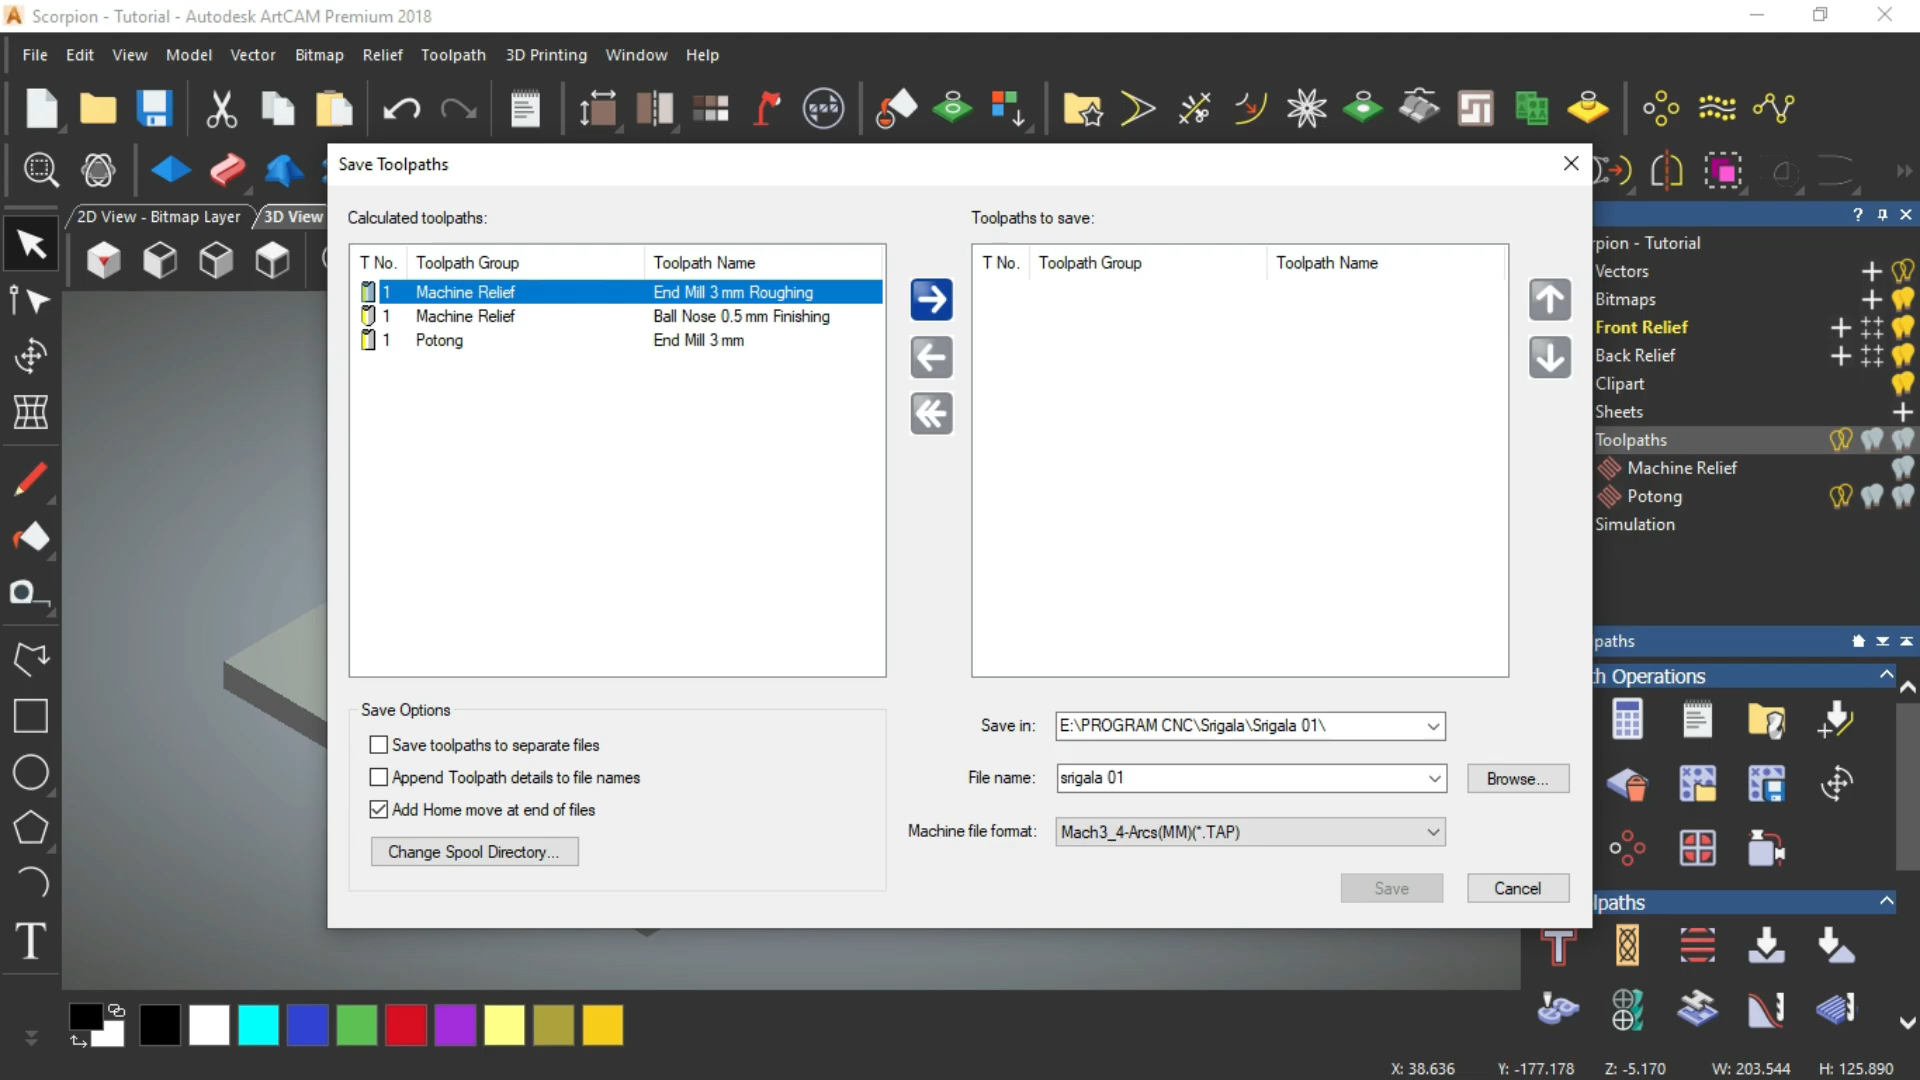 Scorpion - Tutorial - Autodesk ArtCAM Premium 2018
File Edit View Model Vector Bitmap Relief Toolpath 3D Printing Window Help
Save Toolpaths
2D View - Bitmap Layer
3D View
Calculated toolpaths:
T No. Toolpath Group Toolpath Name
1 Machine Relief End Mill 3 mm Roughing
1 Machine Relief Ball Nose 0.5 mm Finishing
1 Potong End Mill 3 mm
Toolpaths to save:
T No. Toolpath Group Toolpath Name
Save Options
Save toolpaths to separate files
Append Toolpath details to file names
Add Home move at end of files
Change Spool Directory...
Save in: E:\PROGRAM CNC\Srigala\Srigala 01\
File name: srigala 01
Browse...
Machine file format: Mach3_4-Arcs(MM)(*.TAP)
Save
Cancel
rpion - Tutorial
Vectors
Bitmaps
Front Relief
Back Relief
Clipart
Sheets
Toolpaths
Machine Relief
Potong
Simulation
paths
h Operations
lpaths
T
X: 38.636 Y: -177.178 Z: -5.170 W: 203.544 H: 125.890